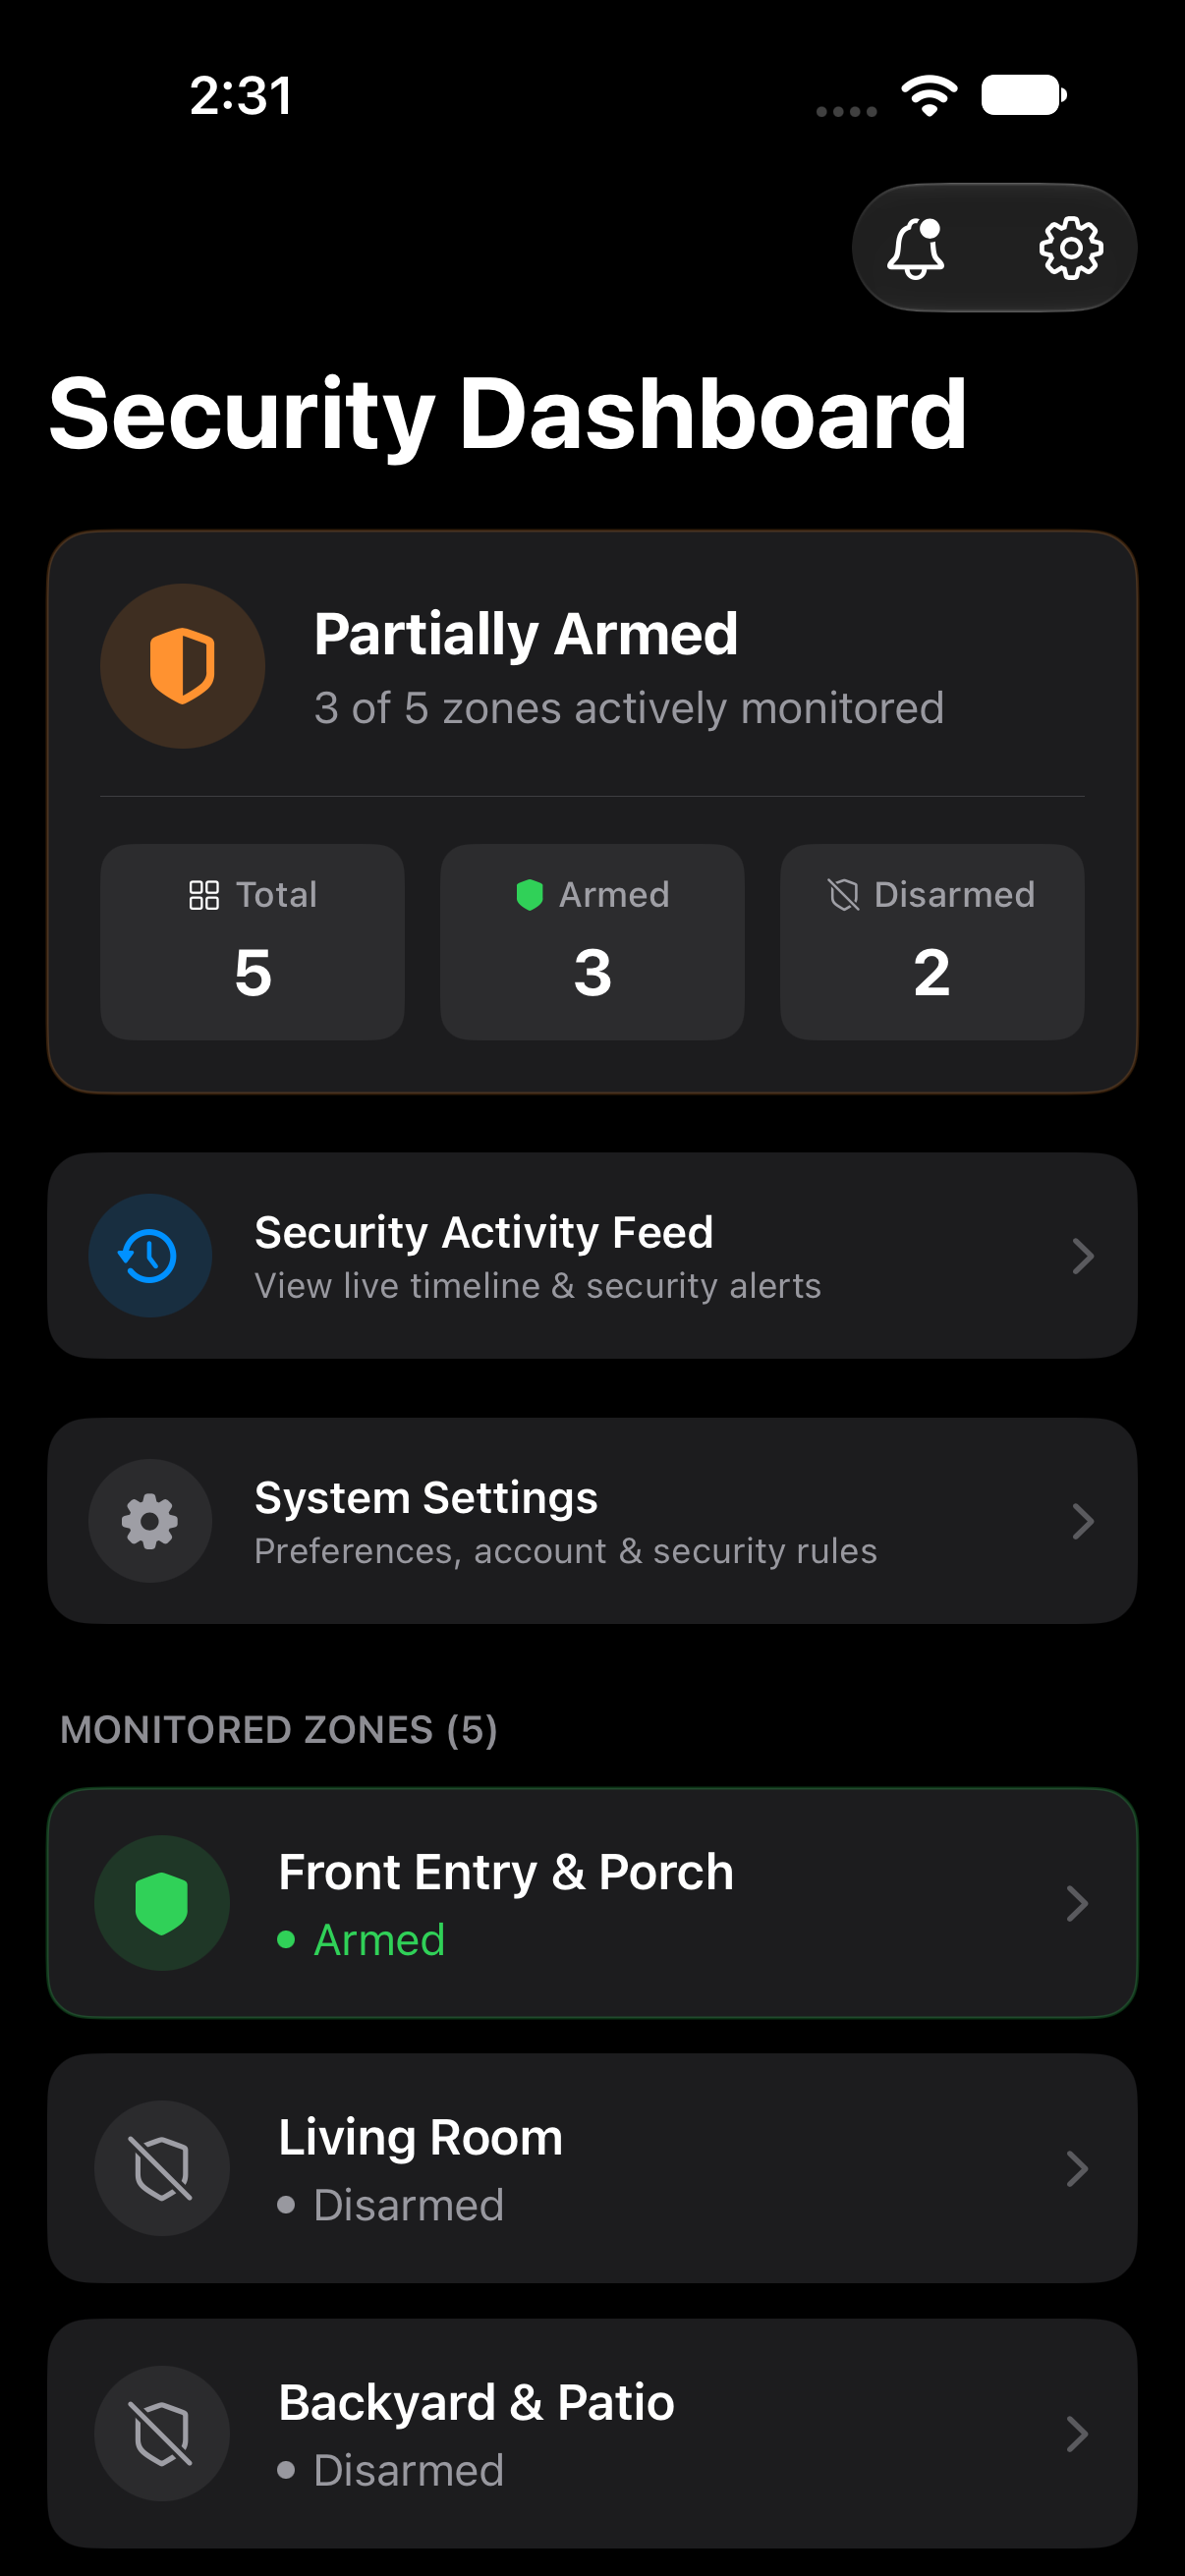 2:31
Security Dashboard
Partially Armed
3 of 5 zones actively monitored
Total
5
Armed
3
Disarmed
2
Security Activity Feed
View live timeline & security alerts
System Settings
Preferences, account & security rules
MONITORED ZONES (5)
Front Entry & Porch
Armed
Living Room
Disarmed
Backyard & Patio
Disarmed